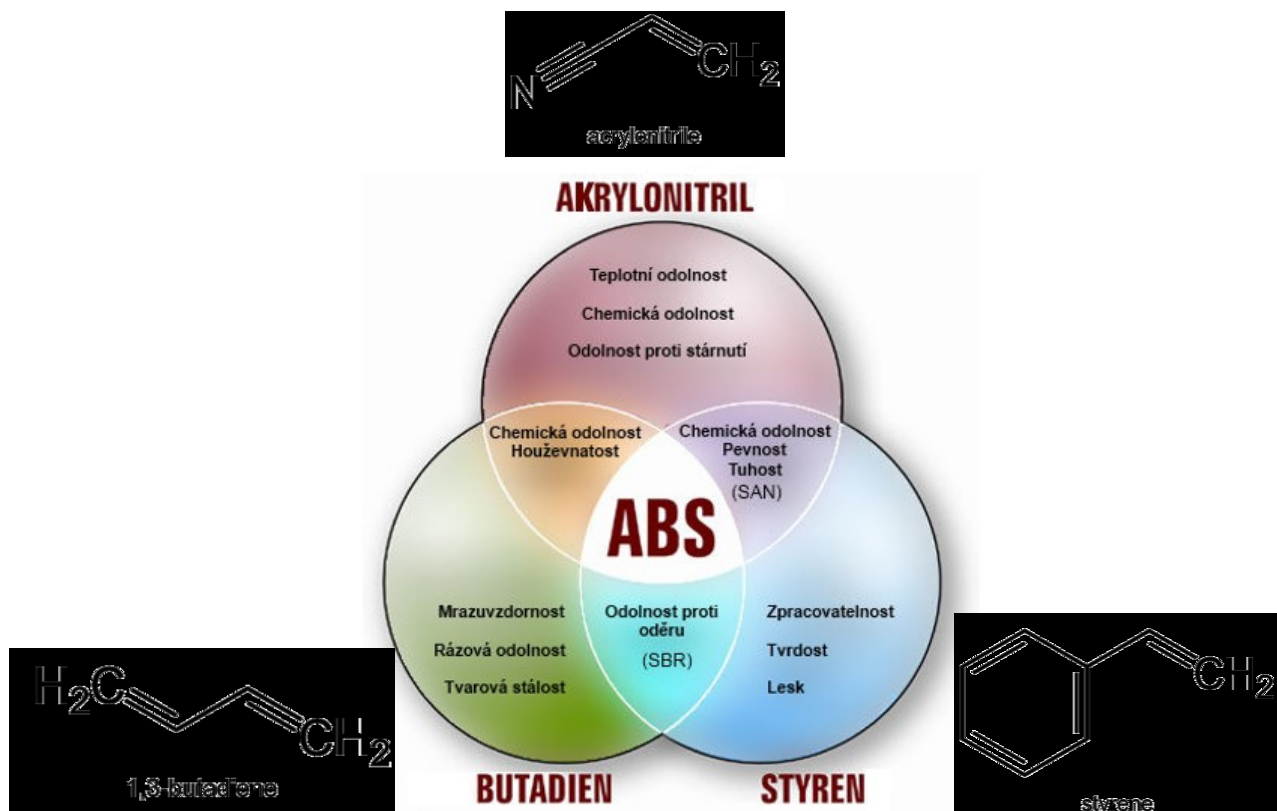 N
CH2
acrylonitrile
AKRYLONITRIL
Teplotní odolnost
Chemická odolnost
Odolnost proti stárnutí
Chemická odolnost
Houževnatost
Chemická odolnost
Pevnost
Tuhost
(SAN)
ABS
Mrazuvzdornost
Rázová odolnost
Tvarová stálost
Odolnost proti
oděru
(SBR)
Zpracovatelnost
Tvrdost
Lesk
H2C
CH2
1,3-butadiene
CH2
styrene
BUTADIEN
STYREN